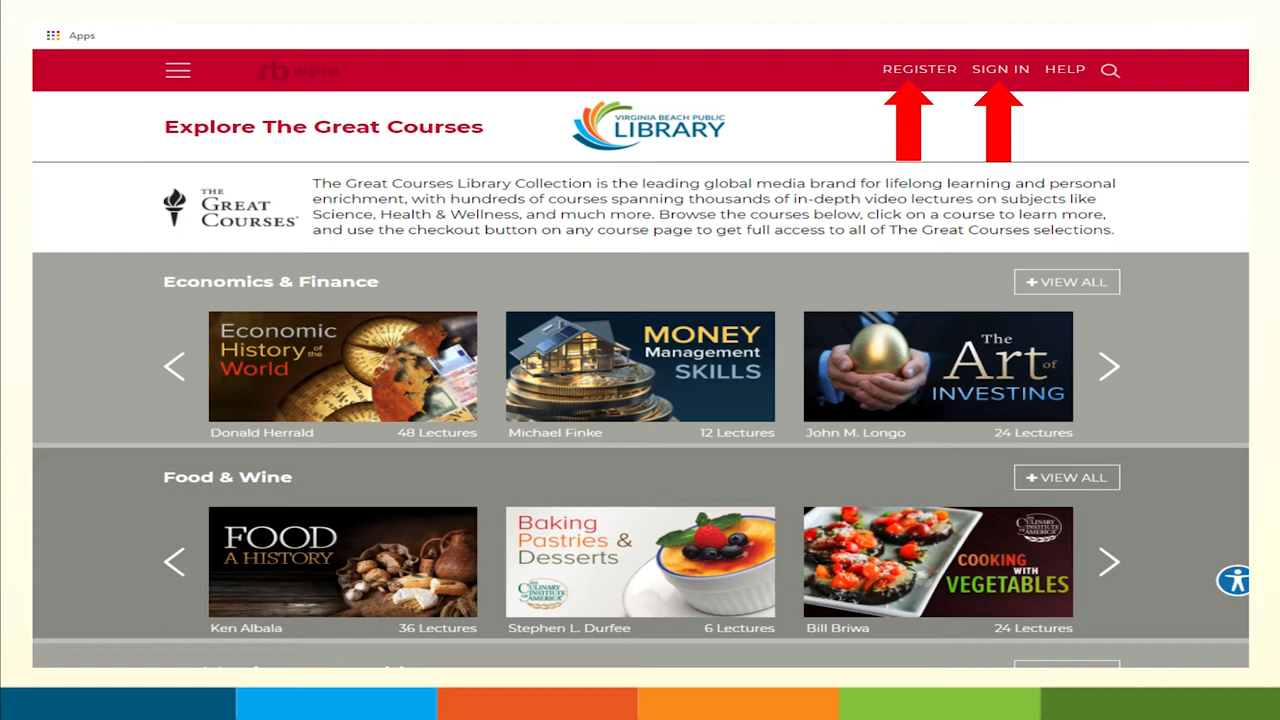 Apps
rb digital
REGISTER SIGN IN HELP
Explore The Great Courses
VIRGINIA BEACH PUBLIC
LIBRARY
THE
GREAT
COURSES
The Great Courses Library Collection is the leading global media brand for lifelong learning and personal
enrichment, with hundreds of courses spanning thousands of in-depth video lectures on subjects like
Science, Health & Wellness, and much more. Browse the courses below, click on a course to learn more,
and use the checkout button on any course page to get full access to all of The Great Courses selections.
Economics & Finance
+ VIEW ALL
Economic
History of the
World
MONEY
Management
SKILLS
The
Art of
INVESTING
Donald Herrald 48 Lectures
Michael Finke 12 Lectures
John M. Longo 24 Lectures
Food & Wine
+ VIEW ALL
FOOD
A HISTORY
Baking
Pastries &
Desserts
THE
CULINARY
INSTITUTE OF
AMERICA
THE
CULINARY
INSTITUTE OF
AMERICA
COOKING
WITH
VEGETABLES
Ken Albala 36 Lectures
Stephen L. Durfee 6 Lectures
Bill Briwa 24 Lectures